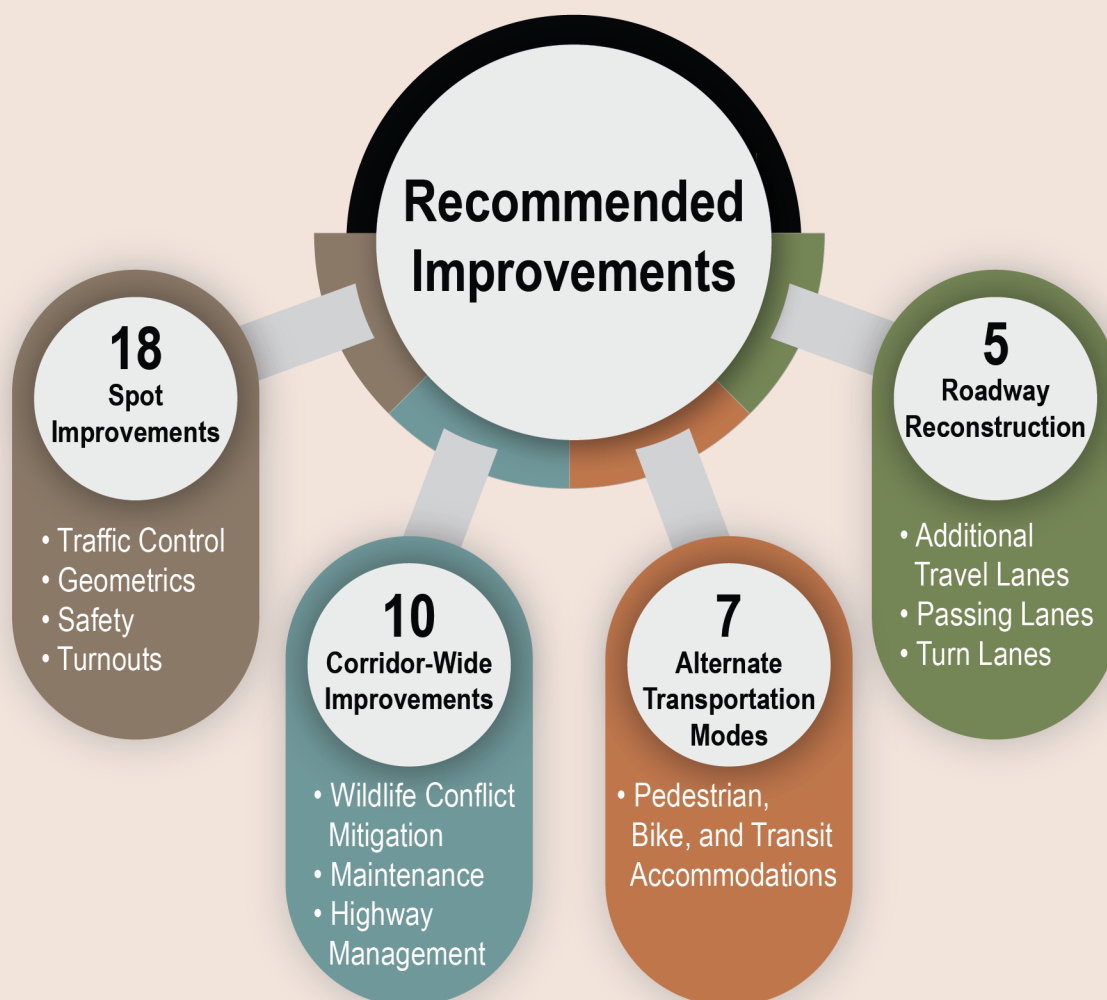 Recommended
Improvements
18
Spot
Improvements
• Traffic Control
• Geometrics
• Safety
• Turnouts
10
Corridor-Wide
Improvements
• Wildlife Conflict
Mitigation
• Maintenance
• Highway
Management
7
Alternate
Transportation
Modes
• Pedestrian,
Bike, and Transit
Accommodations
5
Roadway
Reconstruction
• Additional
Travel Lanes
• Passing Lanes
• Turn Lanes